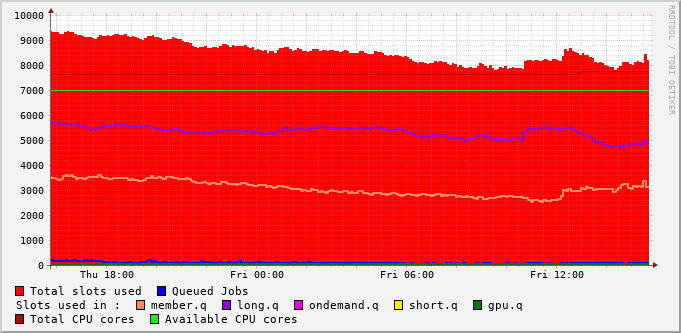 RRDTOOL / TOBI OETIKER
10000
9000
8000
7000
6000
5000
4000
3000
2000
1000
0
Thu 18:00 Fri 00:00 Fri 06:00 Fri 12:00
Total slots used Queued Jobs
Slots used in : member.q long.q ondemand.q short.q gpu.q
Total CPU cores Available CPU cores